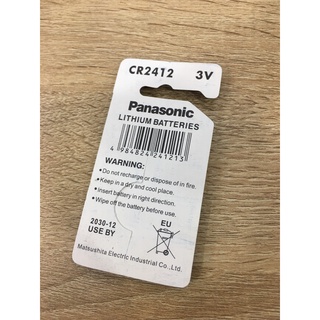 CR2412 3V
Panasonic
LITHIUM BATTERIES
4 984824 241213
WARNING:
•Do not recharge or dispose of in fire.
•Keep in a dry and cool place.
•Insert battery in right direction.
•Wipe off the battery before use.
2030-12
USE BY
EU
Matsushita Electric Industrial Co.,Ltd.